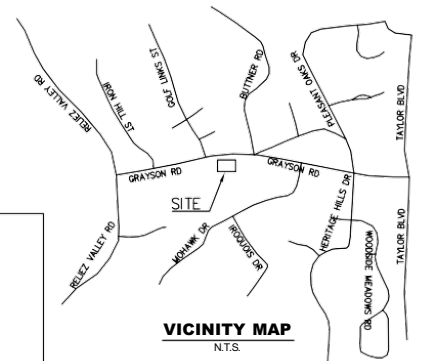 RELIEZ VALLEY RD
IRON HILL ST
GOLF LINKS ST
BUTTNER RD
PLEASANT OAKS DR
TAYLOR BLVD
GRAYSON RD
GRAYSON RD
SITE
RELIEZ VALLEY RD
MOHAWK DR
IROQUOIS DR
HERITAGE HILLS DR
WOODSIDE MEADOWS RD
TAYLOR BLVD
VICINITY MAP
N.T.S.